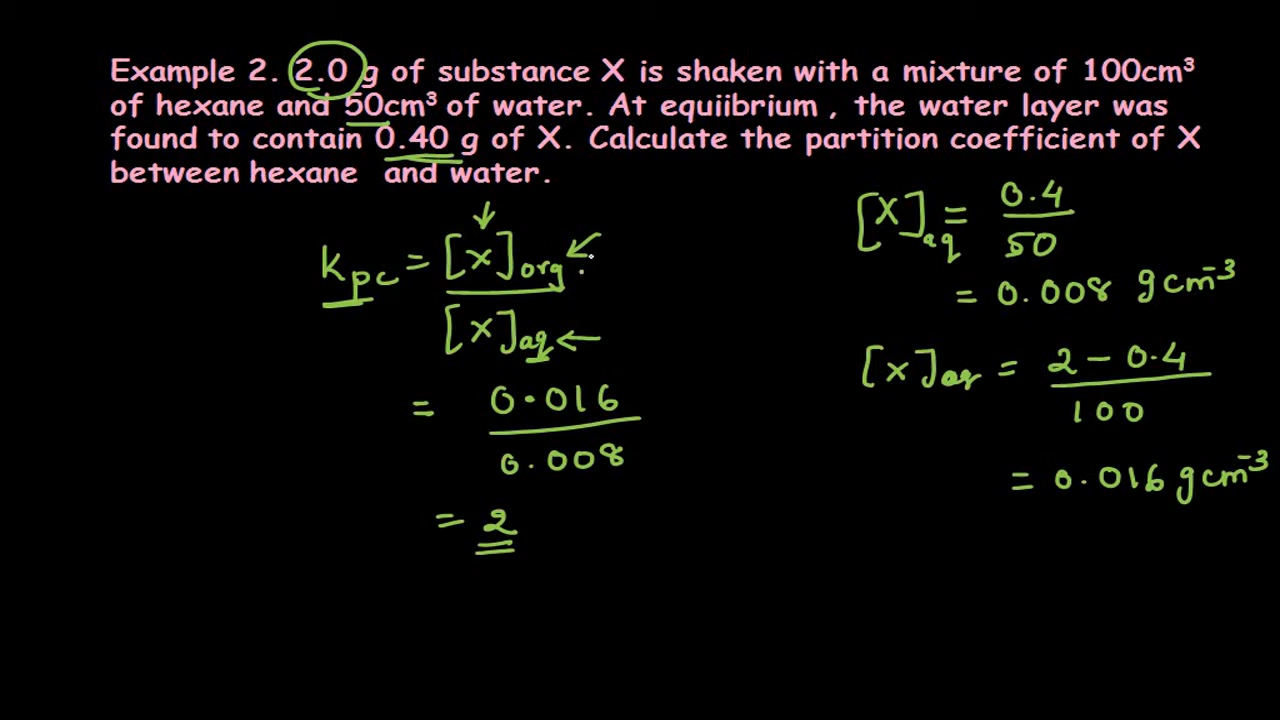 Example 2. 2.0 g of substance X is shaken with a mixture of 100cm³
of hexane and 50cm³ of water. At equiibrium , the water layer was
found to contain 0.40 g of X. Calculate the partition coefficient of X
between hexane and water.
kpc = [x]org
[x]aq
= 0.016
0.008
= 2
[X]aq = 0.4
50
= 0.008 gcm⁻³
[x]aq = 2 - 0.4
100
= 0.016 gcm⁻³